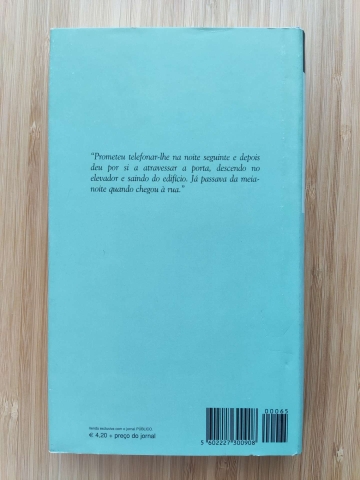 "Prometeu telefonar-lhe na noite seguinte e depois
deu por si a atravessar a porta, descendo no
elevador e saindo do edifício. Já passava da meia-
noite quando chegou à rua."
00065
Venda exclusiva com o jornal PÚBLICO
€ 4,20 + preço do jornal
5 602227 300908